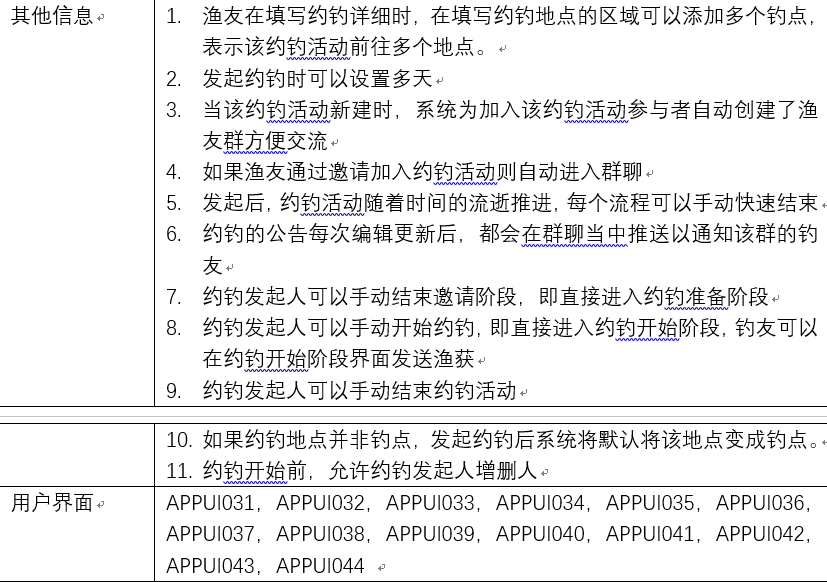 其他信息
1. 渔友在填写约钓详细时，在填写约钓地点的区域可以添加多个钓点，
表示该约钓活动前往多个地点。
2. 发起约钓时可以设置多天
3. 当该约钓活动新建时，系统为加入该约钓活动参与者自动创建了渔
友群方便交流
4. 如果渔友通过邀请加入约钓活动则自动进入群聊
5. 发起后，约钓活动随着时间的流逝推进，每个流程可以手动快速结束
6. 约钓的公告每次编辑更新后，都会在群聊当中推送以通知该群的钓
友
7. 约钓发起人可以手动结束邀请阶段，即直接进入约钓准备阶段
8. 约钓发起人可以手动开始约钓，即直接进入约钓开始阶段，钓友可以
在约钓开始阶段界面发送渔获
9. 约钓发起人可以手动结束约钓活动
10. 如果约钓地点并非钓点，发起约钓后系统将默认将该地点变成钓点。
11. 约钓开始前，允许约钓发起人增删人
用户界面
APPUI031，APPUI032，APPUI033，APPUI034，APPUI035，APPUI036，
APPUI037，APPUI038，APPUI039，APPUI040，APPUI041，APPUI042，
APPUI043，APPUI044